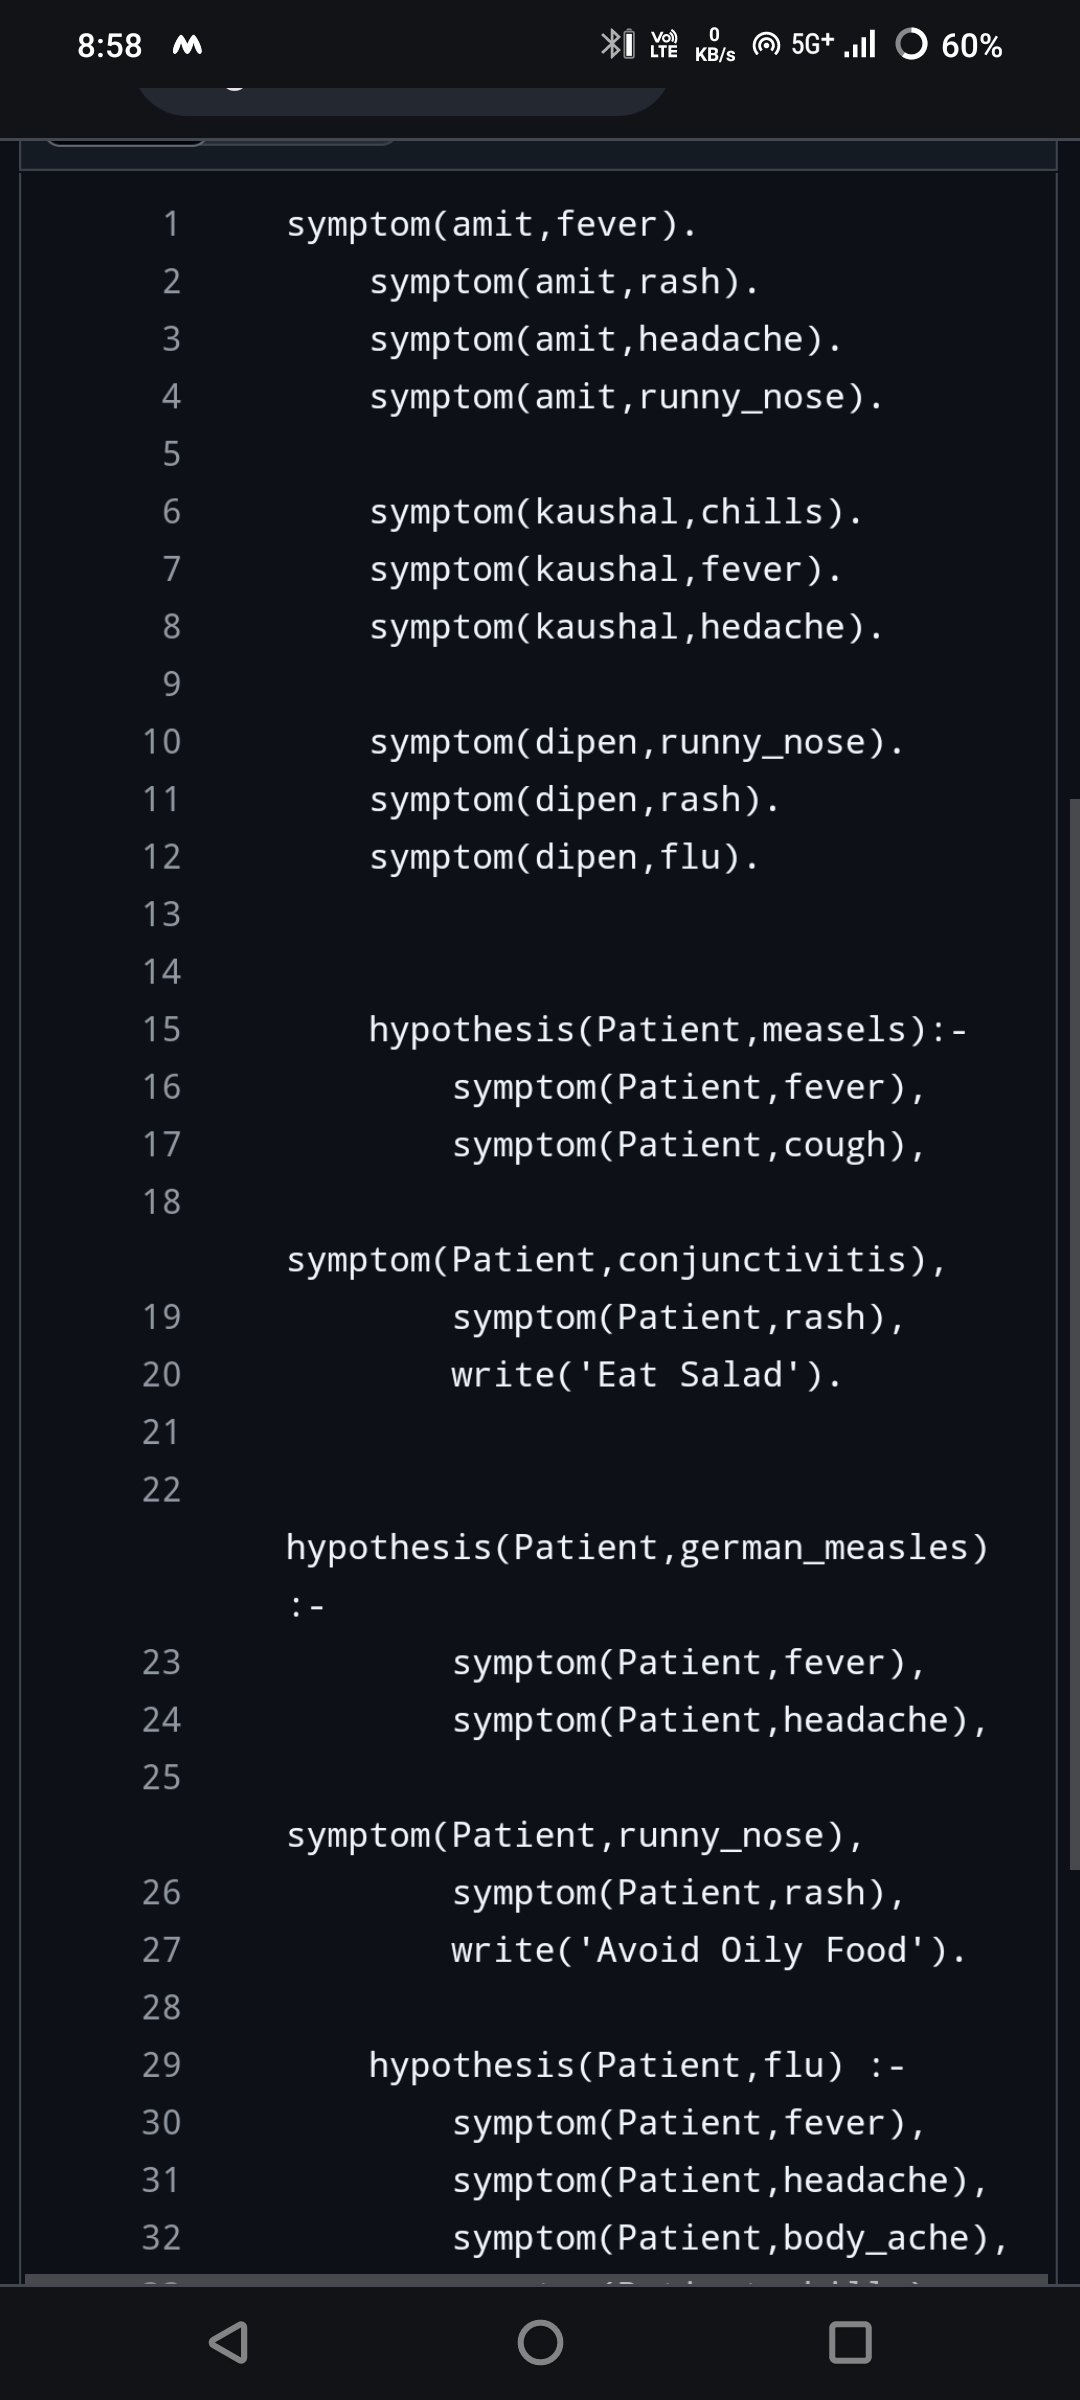 8:58
Vo) LTE
0 KB/s
5G+
60%
1 symptom(amit,fever).
2 symptom(amit,rash).
3 symptom(amit,headache).
4 symptom(amit,runny_nose).
5
6 symptom(kaushal,chills).
7 symptom(kaushal,fever).
8 symptom(kaushal,hedache).
9
10 symptom(dipen,runny_nose).
11 symptom(dipen,rash).
12 symptom(dipen,flu).
13
14
15 hypothesis(Patient,measels):-
16 symptom(Patient,fever),
17 symptom(Patient,cough),
18
symptom(Patient,conjunctivitis),
19 symptom(Patient,rash),
20 write('Eat Salad').
21
22
hypothesis(Patient,german_measles)
:-
23 symptom(Patient,fever),
24 symptom(Patient,headache),
25
symptom(Patient,runny_nose),
26 symptom(Patient,rash),
27 write('Avoid Oily Food').
28
29 hypothesis(Patient,flu) :-
30 symptom(Patient,fever),
31 symptom(Patient,headache),
32 symptom(Patient,body_ache),